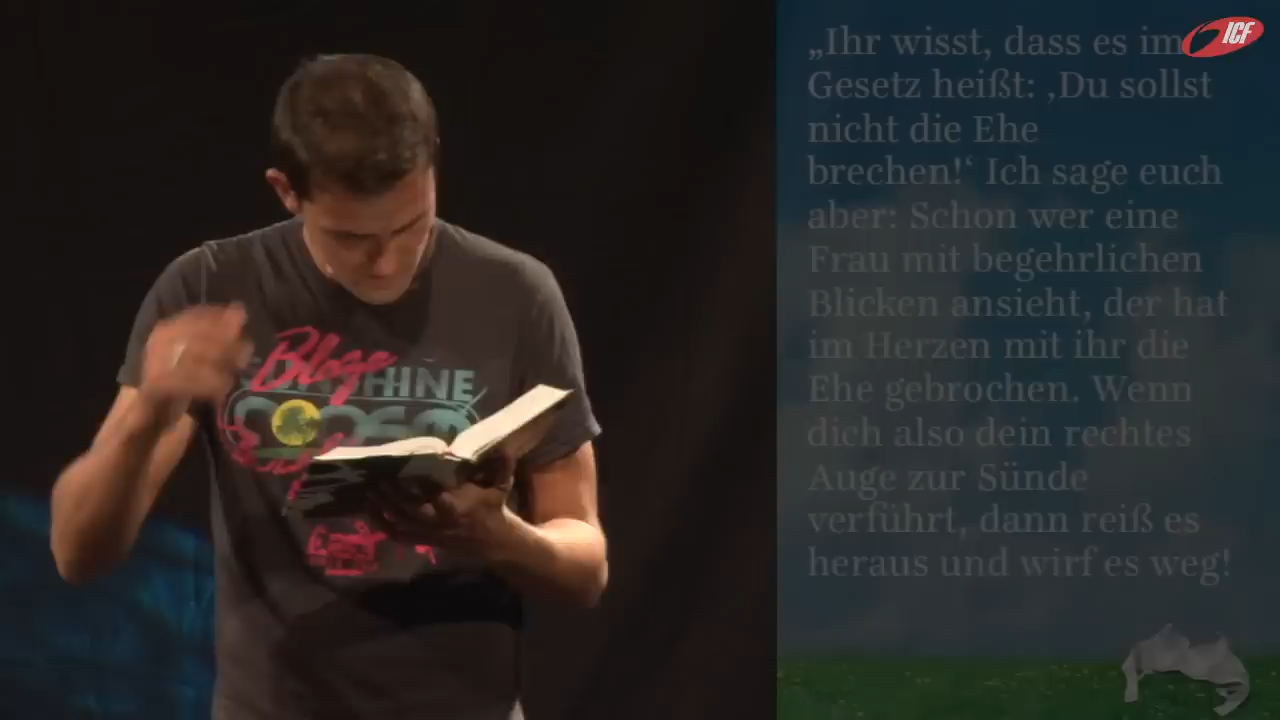 „Ihr wisst, dass es im
Gesetz heißt: ‚Du sollst
nicht die Ehe
brechen!‘ Ich sage euch
aber: Schon wer eine
Frau mit begehrlichen
Blicken ansieht, der hat
im Herzen mit ihr die
Ehe gebrochen. Wenn
dich also dein rechtes
Auge zur Sünde
verführt, dann reiß es
heraus und wirf es weg!
ICF